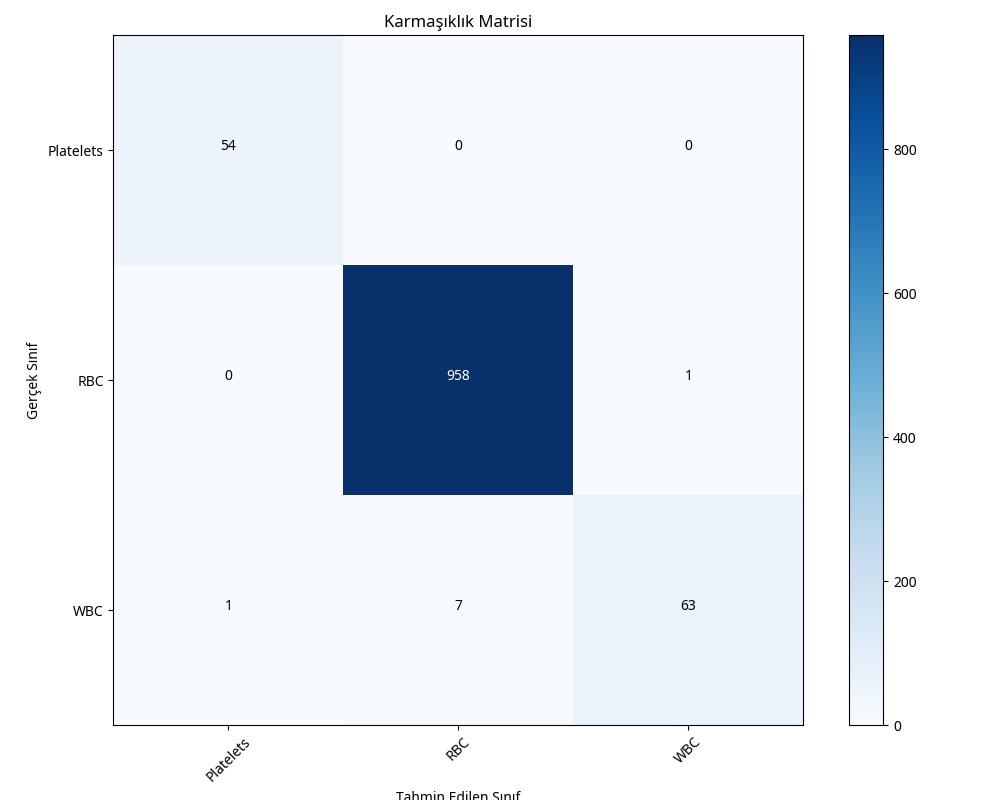 Karmaşıklık Matrisi
Platelets
54
0
0
800
600
Gerçek Sınıf
RBC
0
958
1
400
200
WBC
1
7
63
0
Platelets
RBC
WBC
Tahmin Edilen Sınıf